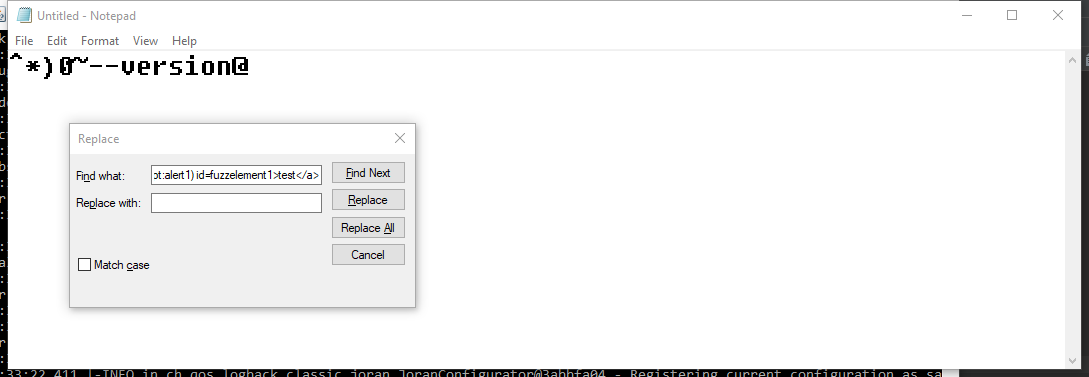 Untitled - Notepad
File Edit Format View Help
^*)0~--version@
Replace
Find what: pt:alert1) id=fuzzelement1>test</a> Find Next
Replace with: Replace
Replace All
Cancel
Match case
:33:22,411 |-INFO in ch.qos.logback.classic.joran.JoranConfigurator@3abbfa04 - Registering current configuration as sa